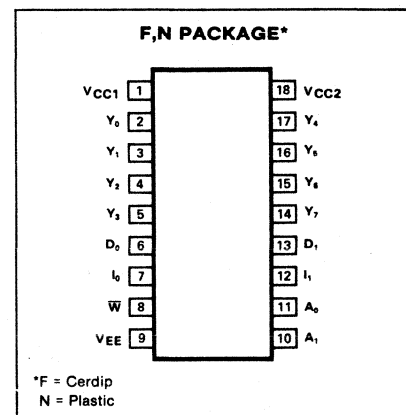 F,N PACKAGE*
VCC1 1 18 VCC2
Y₀ 2 17 Y₄
Y₁ 3 16 Y₅
Y₂ 4 15 Y₆
Y₃ 5 14 Y₇
D₀ 6 13 D₁
I₀ 7 12 I₁
W̅ 8 11 A₀
VEE 9 10 A₁
*F = Cerdip
N = Plastic